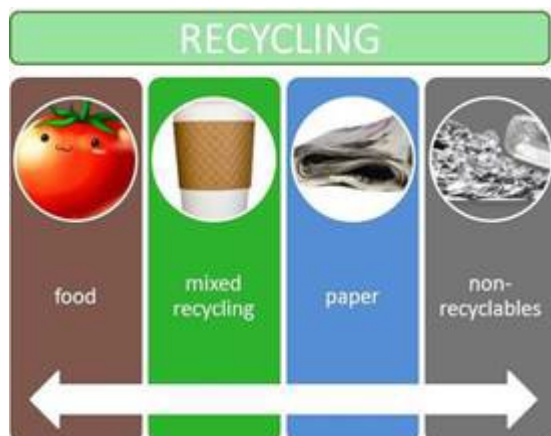 RECYCLING
food
mixed
recycling
paper
non-
recyclables